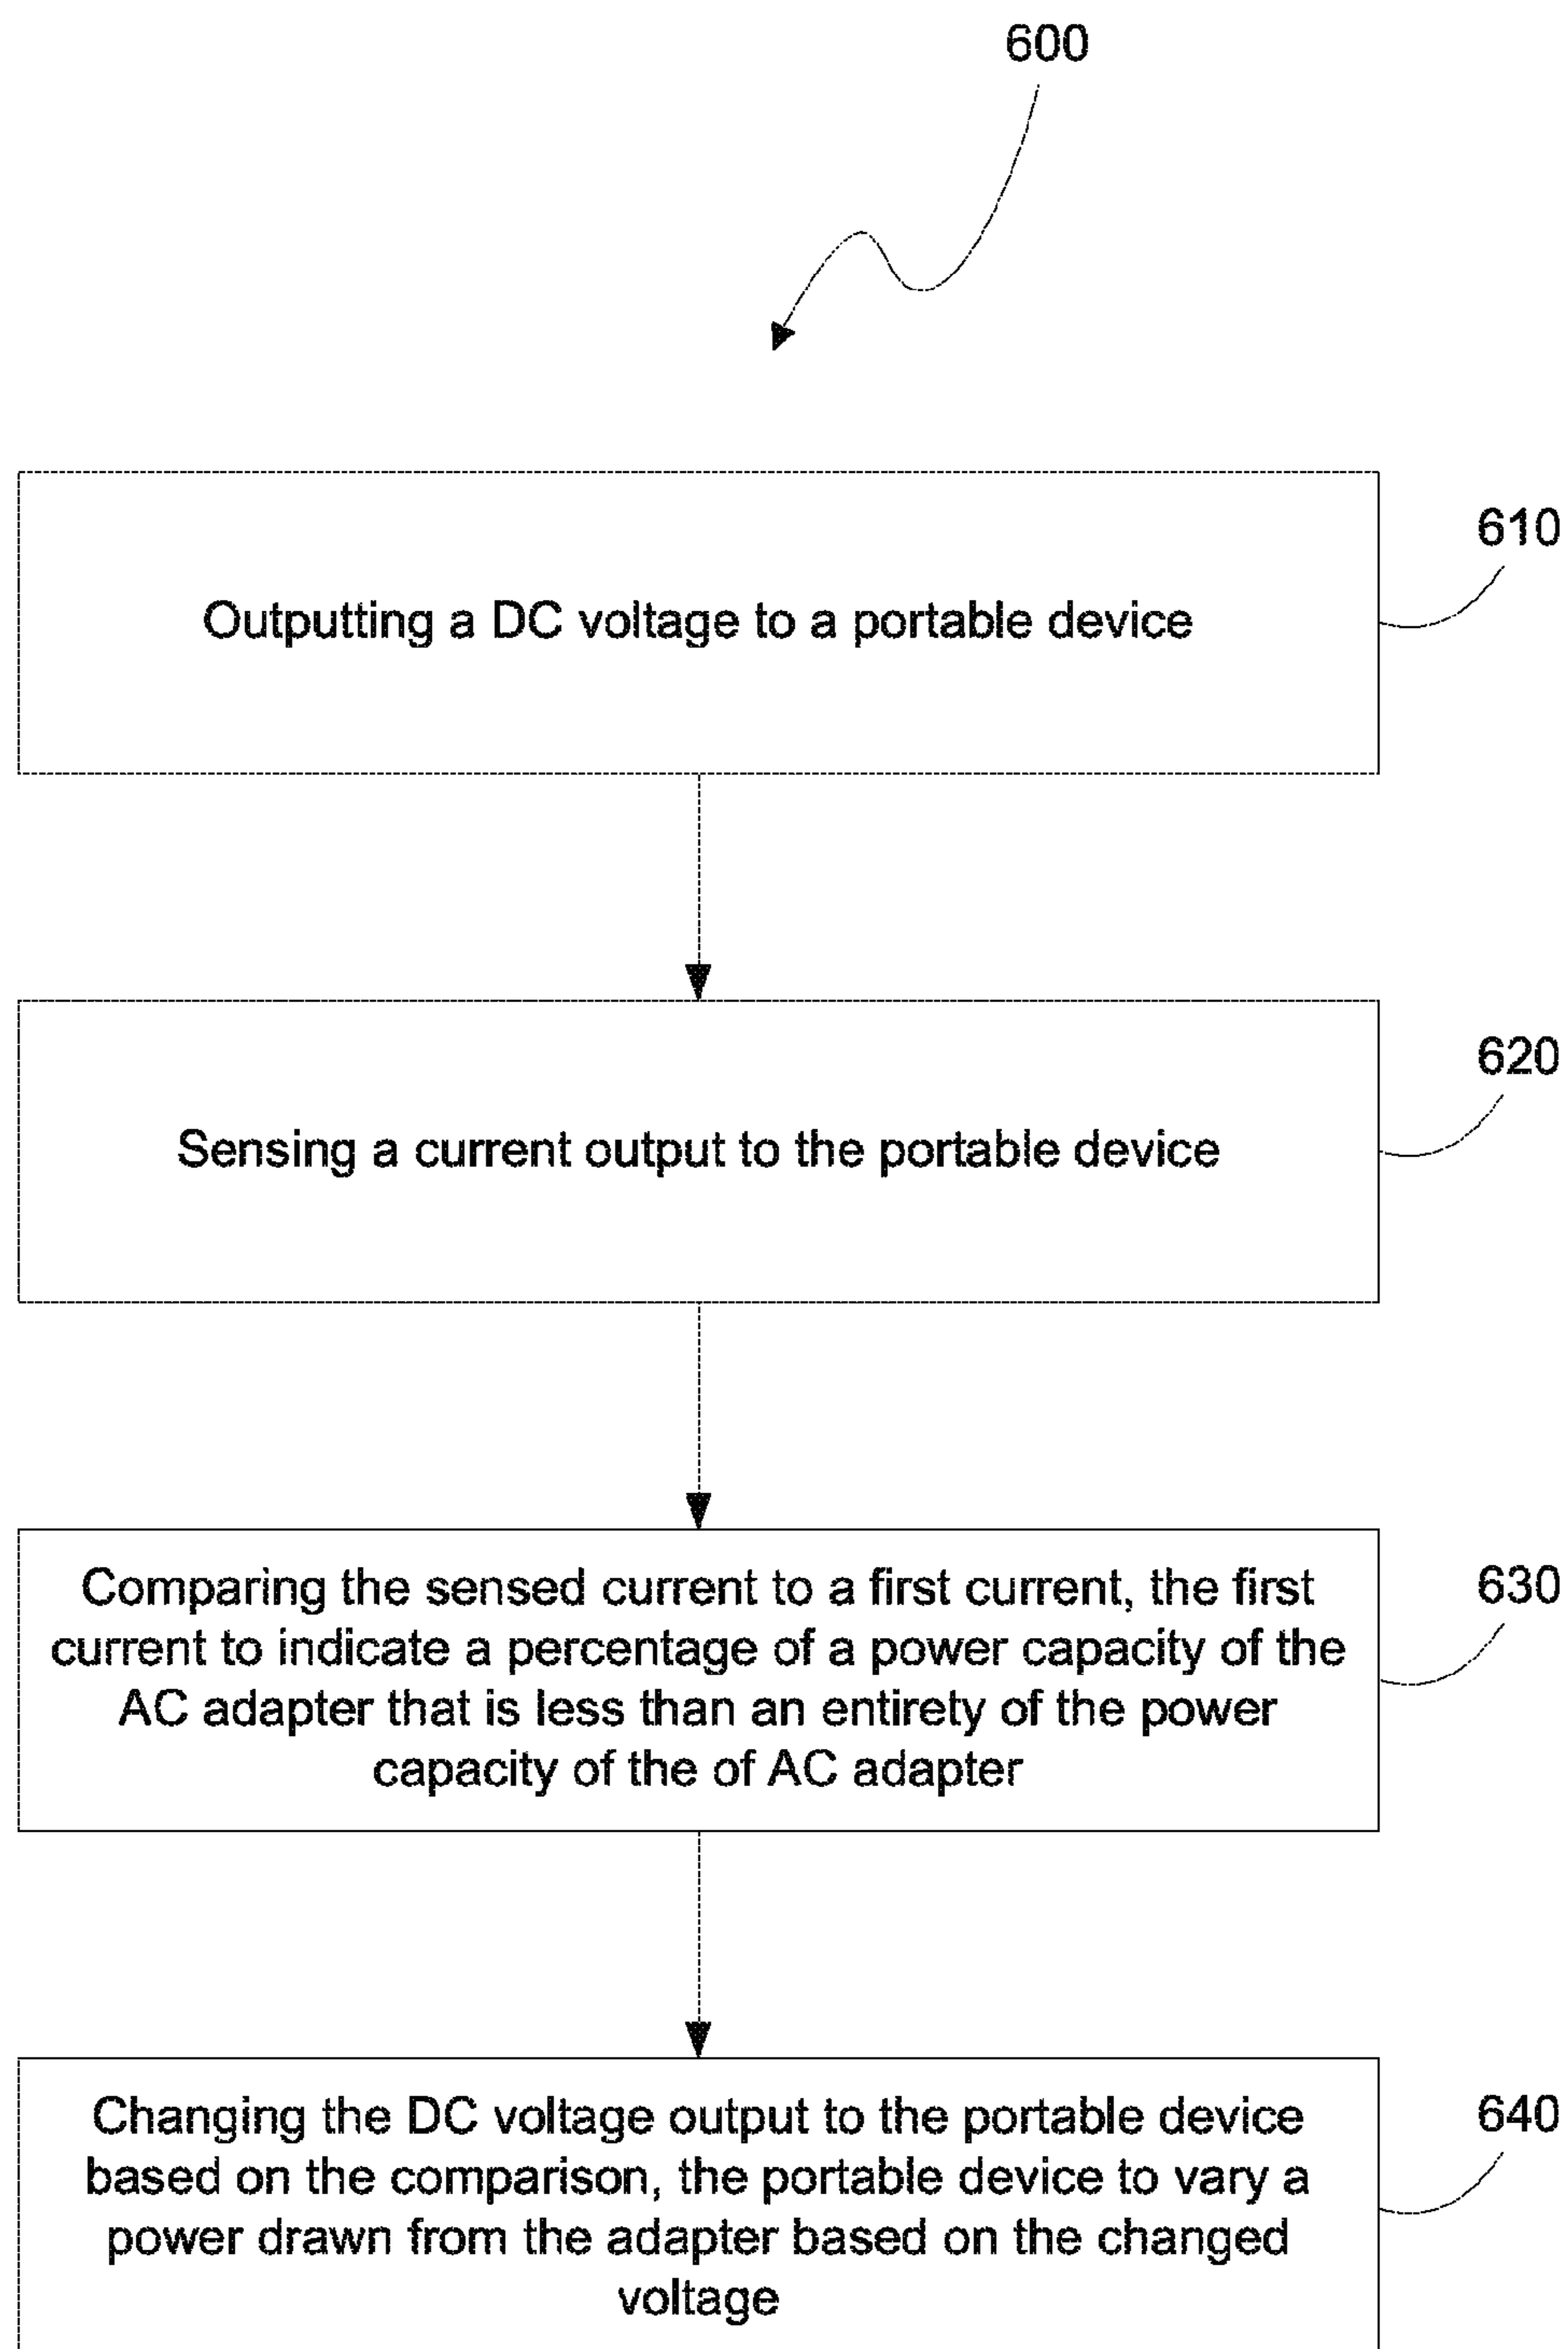 600
Outputting a DC voltage to a portable device
610
Sensing a current output to the portable device
620
Comparing the sensed current to a first current, the first
current to indicate a percentage of a power capacity of the
AC adapter that is less than an entirety of the power
capacity of the of AC adapter
630
Changing the DC voltage output to the portable device
based on the comparison, the portable device to vary a
power drawn from the adapter based on the changed
voltage
640